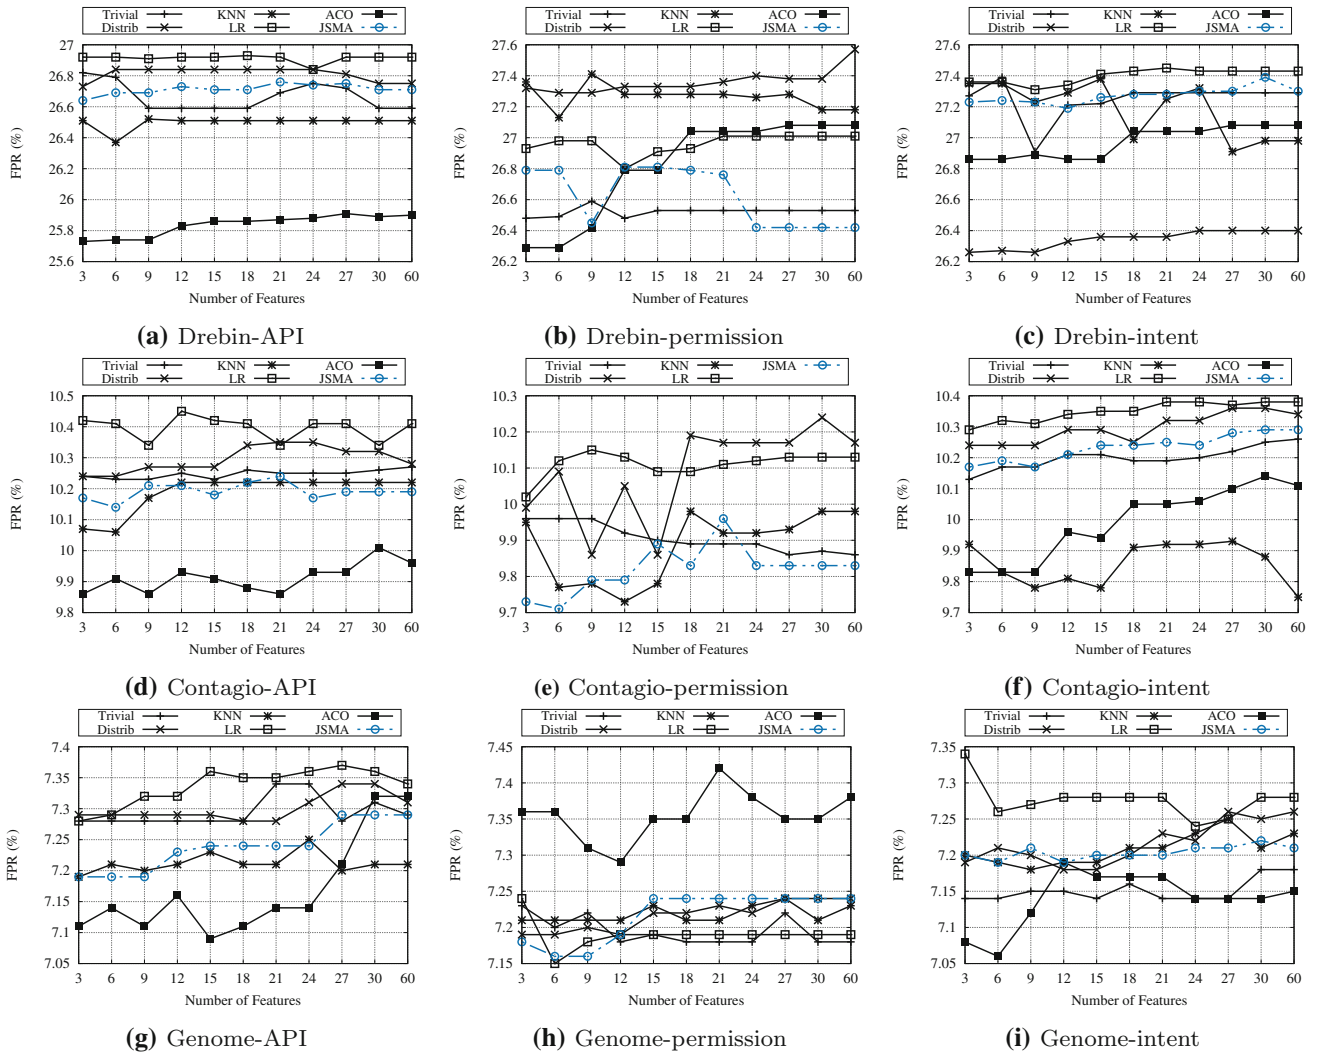 Trivial KNN ACO
Distrib LR JSMA
27
26.8
26.6
26.4
26.2
26
25.8
25.6
FPR (%)
3 6 9 12 15 18 21 24 27 30 60
Number of Features
(a) Drebin-API
Trivial KNN ACO
Distrib LR JSMA
27.6
27.4
27.2
27
26.8
26.6
26.4
26.2
FPR (%)
3 6 9 12 15 18 21 24 27 30 60
Number of Features
(b) Drebin-permission
Trivial KNN ACO
Distrib LR JSMA
27.6
27.4
27.2
27
26.8
26.6
26.4
26.2
FPR (%)
3 6 9 12 15 18 21 24 27 30 60
Number of Features
(c) Drebin-intent
Trivial KNN ACO
Distrib LR JSMA
10.5
10.4
10.3
10.2
10.1
10
9.9
9.8
FPR (%)
3 6 9 12 15 18 21 24 27 30 60
Number of Features
(d) Contagio-API
Trivial KNN JSMA
Distrib LR
10.3
10.2
10.1
10
9.9
9.8
9.7
FPR (%)
3 6 9 12 15 18 21 24 27 30 60
Number of Features
(e) Contagio-permission
Trivial KNN ACO
Distrib LR JSMA
10.4
10.3
10.2
10.1
10
9.9
9.8
9.7
FPR (%)
3 6 9 12 15 18 21 24 27 30 60
Number of Features
(f) Contagio-intent
Trivial KNN ACO
Distrib LR JSMA
7.4
7.35
7.3
7.25
7.2
7.15
7.1
7.05
FPR (%)
3 6 9 12 15 18 21 24 27 30 60
Number of Features
(g) Genome-API
Trivial KNN ACO
Distrib LR JSMA
7.45
7.4
7.35
7.3
7.25
7.2
7.15
FPR (%)
3 6 9 12 15 18 21 24 27 30 60
Number of Features
(h) Genome-permission
Trivial KNN ACO
Distrib LR JSMA
7.35
7.3
7.25
7.2
7.15
7.1
7.05
FPR (%)
3 6 9 12 15 18 21 24 27 30 60
Number of Features
(i) Genome-intent